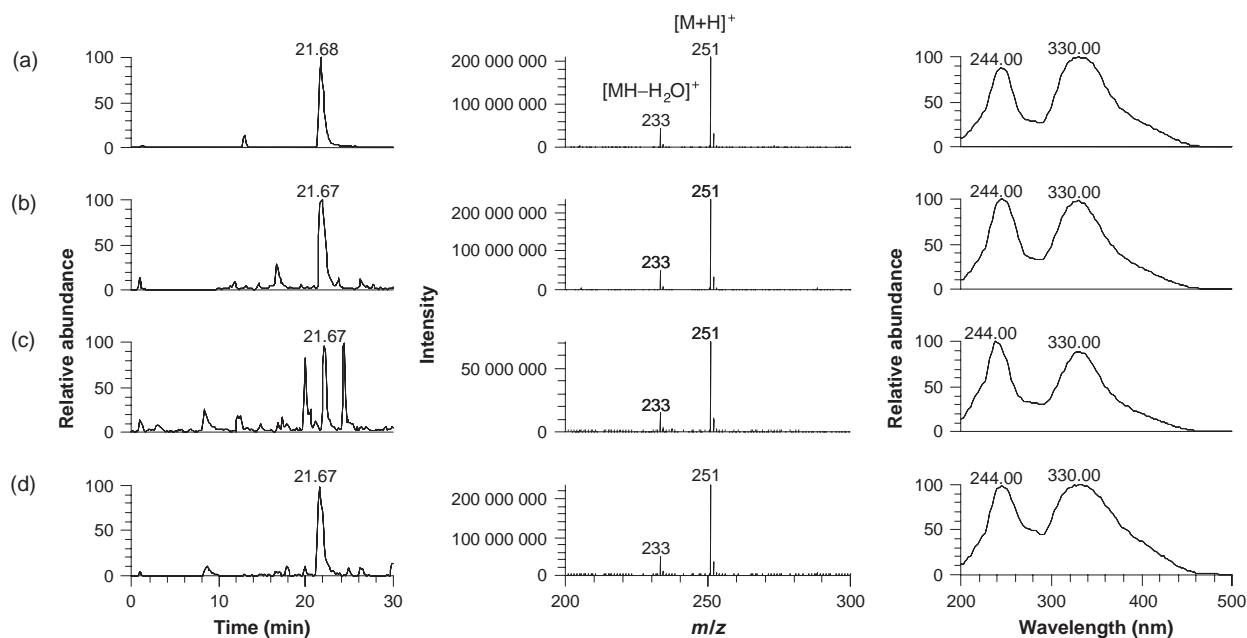 [M+H]+
(a)
21.68
100
50
0
200 000 000
100 000 000
0
[MH–H2O]+
251
233
244.00
330.00
100
50
0
(b)
21.67
100
50
0
200 000 000
100 000 000
0
251
233
244.00
330.00
100
50
0
(c)
21.67
100
50
0
50 000 000
0
251
233
244.00
330.00
100
50
0
(d)
21.67
100
50
0
200 000 000
100 000 000
0
251
233
244.00
330.00
100
50
0
Relative abundance
Intensity
Relative abundance
0 10 20 30
200 250 300
200 300 400 500
Time (min)
m/z
Wavelength (nm)